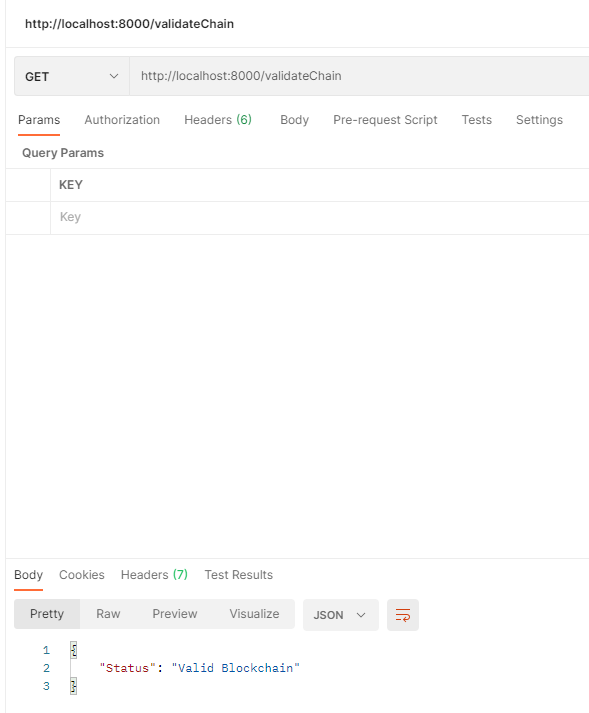 http://localhost:8000/validateChain
GET http://localhost:8000/validateChain
Params Authorization Headers (6) Body Pre-request Script Tests Settings
Query Params
KEY
Key
Body Cookies Headers (7) Test Results
Pretty Raw Preview Visualize JSON
1 {
2 "Status": "Valid Blockchain"
3 }